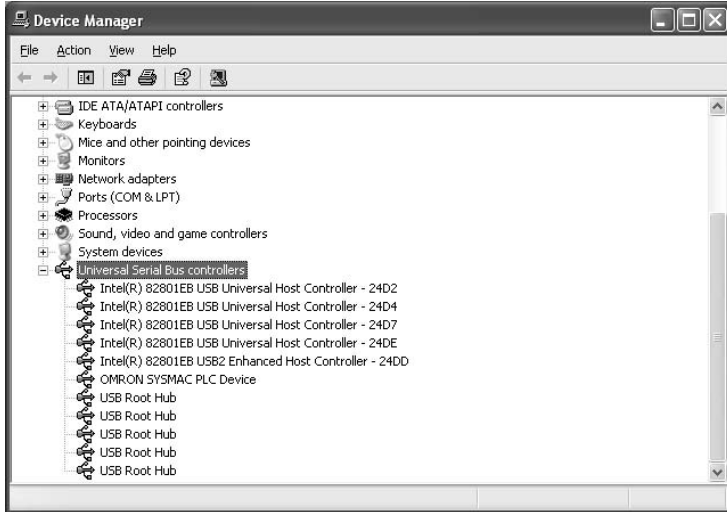 Device Manager
File Action View Help
IDE ATA/ATAPI controllers
Keyboards
Mice and other pointing devices
Monitors
Network adapters
Ports (COM & LPT)
Processors
Sound, video and game controllers
System devices
Universal Serial Bus controllers
Intel(R) 82801EB USB Universal Host Controller - 24D2
Intel(R) 82801EB USB Universal Host Controller - 24D4
Intel(R) 82801EB USB Universal Host Controller - 24D7
Intel(R) 82801EB USB Universal Host Controller - 24DE
Intel(R) 82801EB USB2 Enhanced Host Controller - 24DD
OMRON SYSMAC PLC Device
USB Root Hub
USB Root Hub
USB Root Hub
USB Root Hub
USB Root Hub